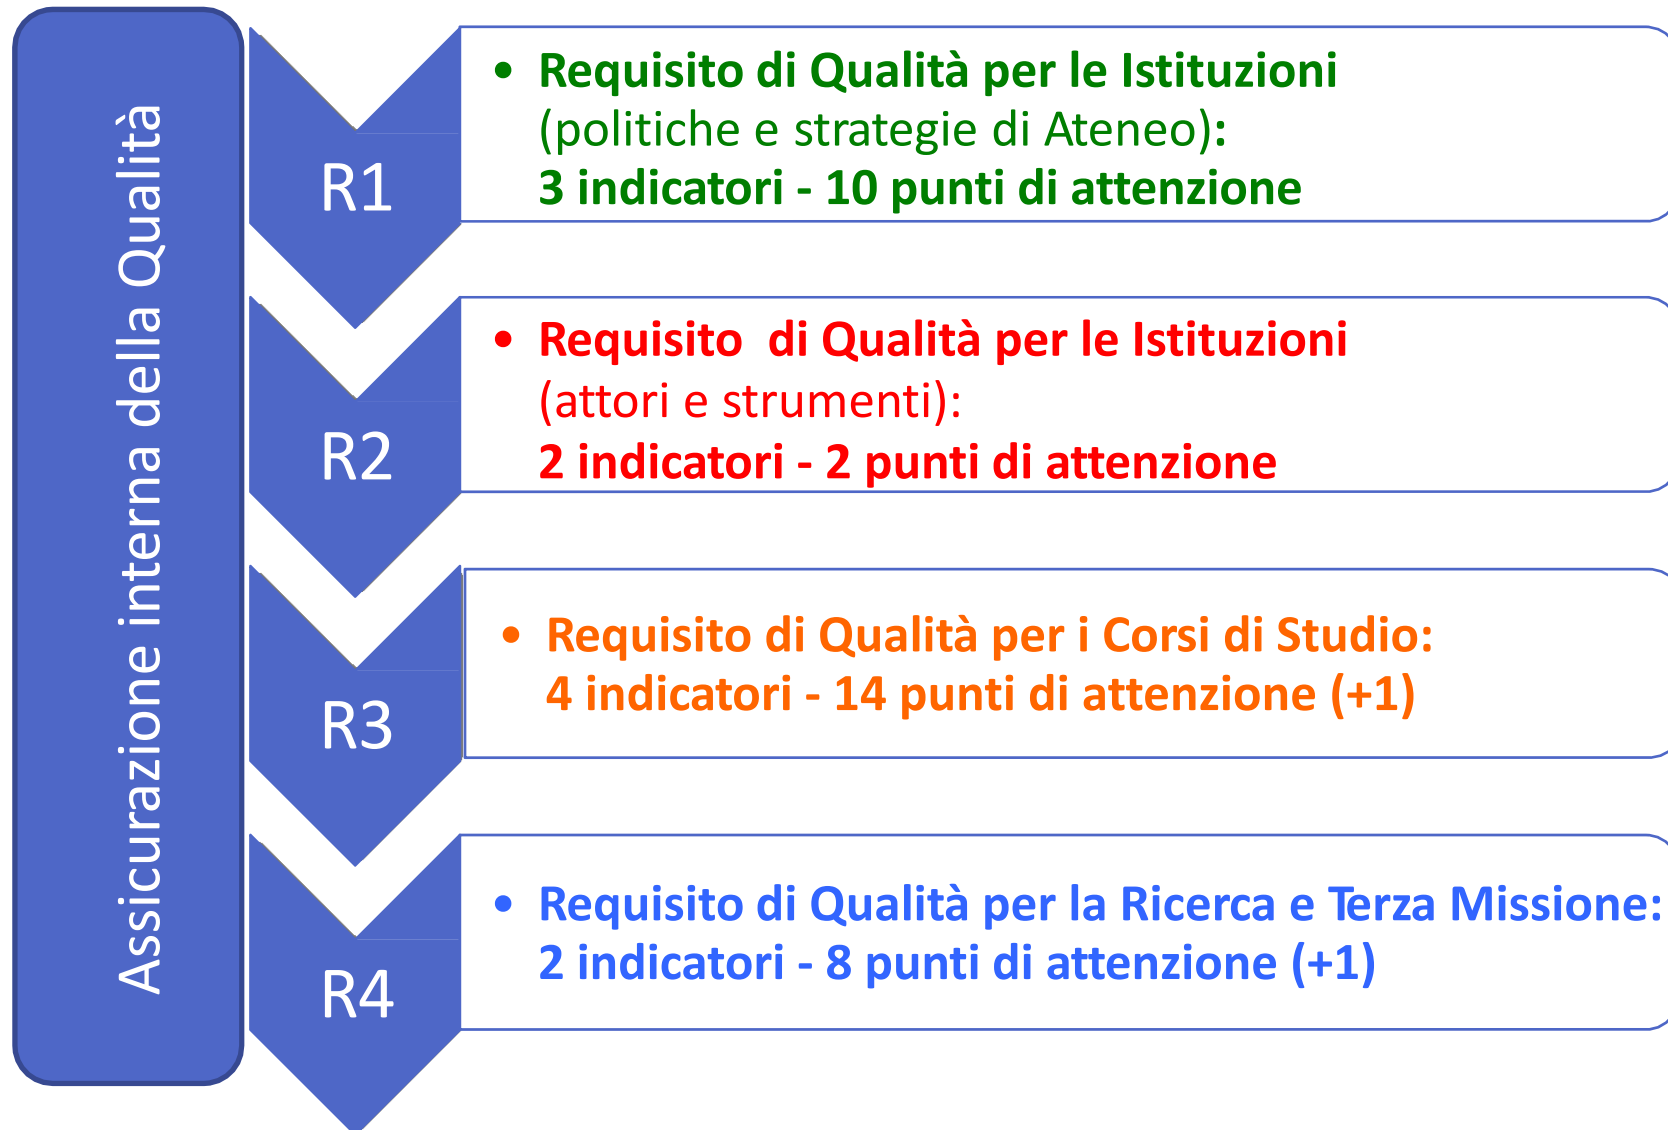 Assicurazione interna della Qualità
R1
• Requisito di Qualità per le Istituzioni
(politiche e strategie di Ateneo):
3 indicatori - 10 punti di attenzione
R2
• Requisito  di Qualità per le Istituzioni
(attori e strumenti):
2 indicatori - 2 punti di attenzione
R3
• Requisito di Qualità per i Corsi di Studio:
4 indicatori - 14 punti di attenzione (+1)
R4
• Requisito di Qualità per la Ricerca e Terza Missione:
2 indicatori - 8 punti di attenzione (+1)